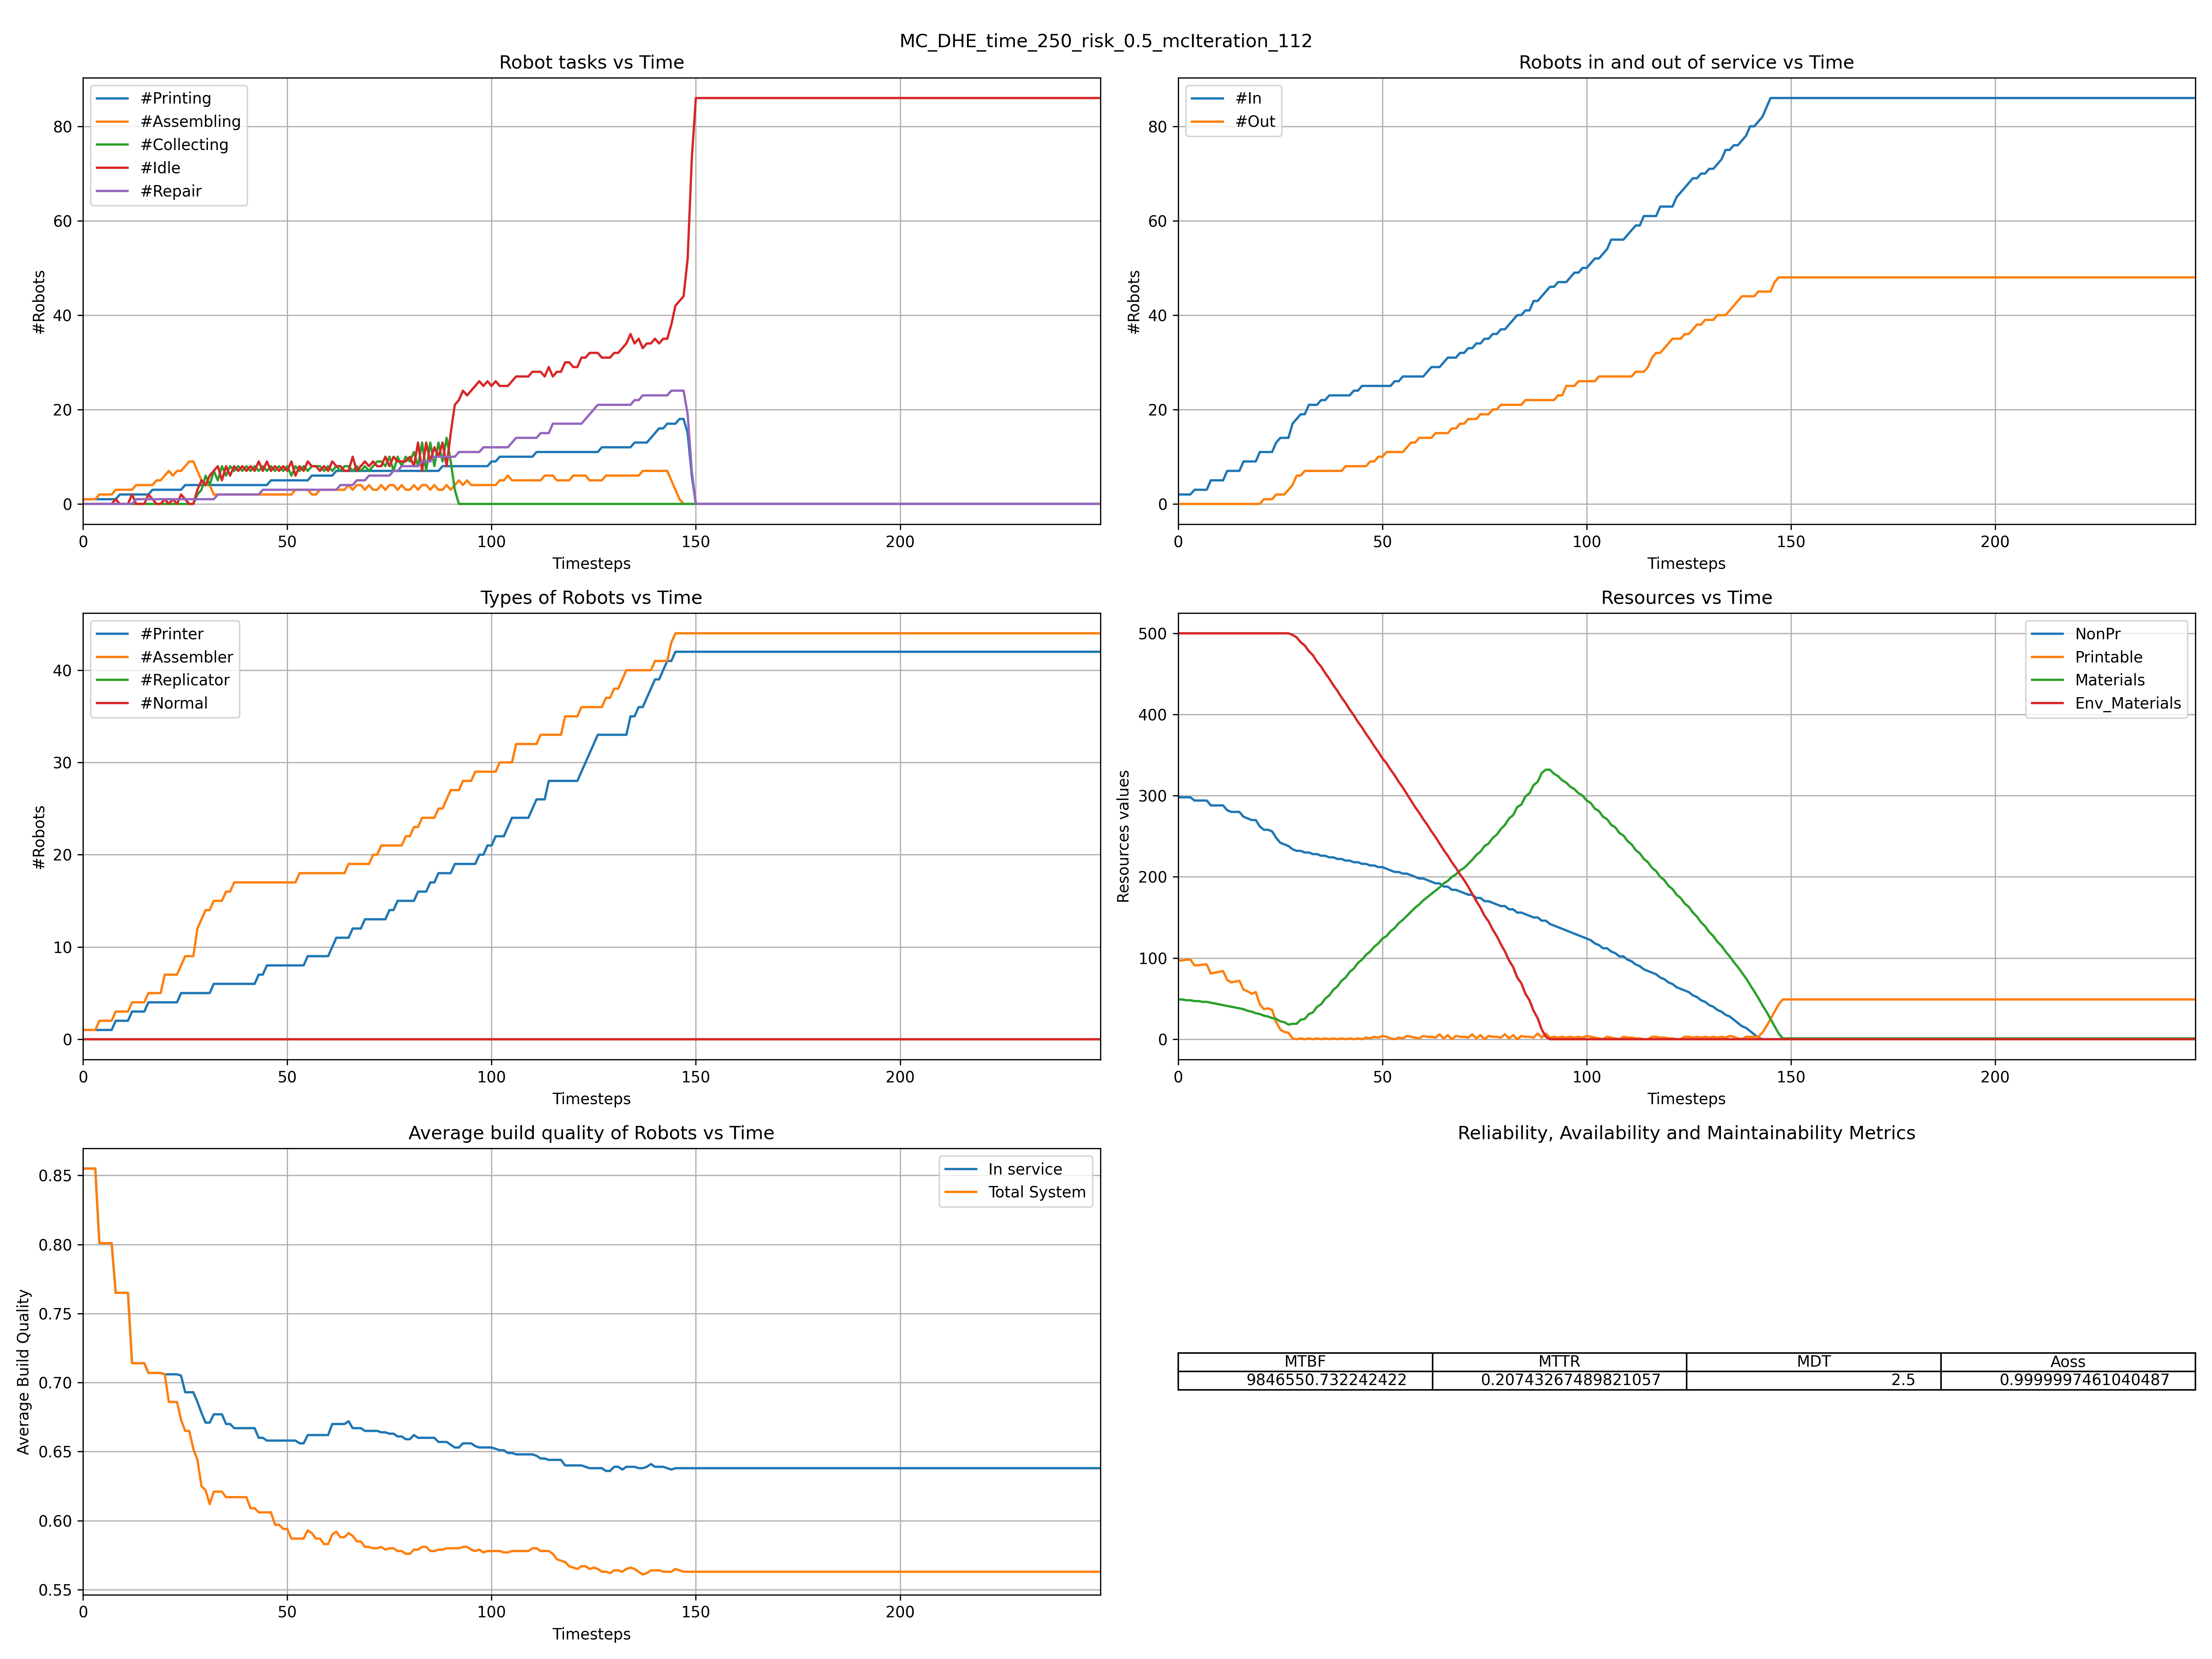 MC_DHE_time_250_risk_0.5_mcIteration_112
Robot tasks vs Time
#Printing
#Assembling
#Collecting
#Idle
#Repair
80
60
40
20
0
#Robots
0 50 100 150 200
Timesteps
Robots in and out of service vs Time
#In
#Out
80
60
40
20
0
#Robots
0 50 100 150 200
Timesteps
Types of Robots vs Time
#Printer
#Assembler
#Replicator
#Normal
40
30
20
10
0
#Robots
0 50 100 150 200
Timesteps
Resources vs Time
NonPr
Printable
Materials
Env_Materials
500
400
300
200
100
0
Resources values
0 50 100 150 200
Timesteps
Average build quality of Robots vs Time
In service
Total System
0.85
0.80
0.75
0.70
0.65
0.60
0.55
Average Build Quality
0 50 100 150 200
Timesteps
Reliability, Availability and Maintainability Metrics
MTBF MTTR MDT Aoss
9846550.732242422 0.20743267489821057 2.5 0.9999997461040487